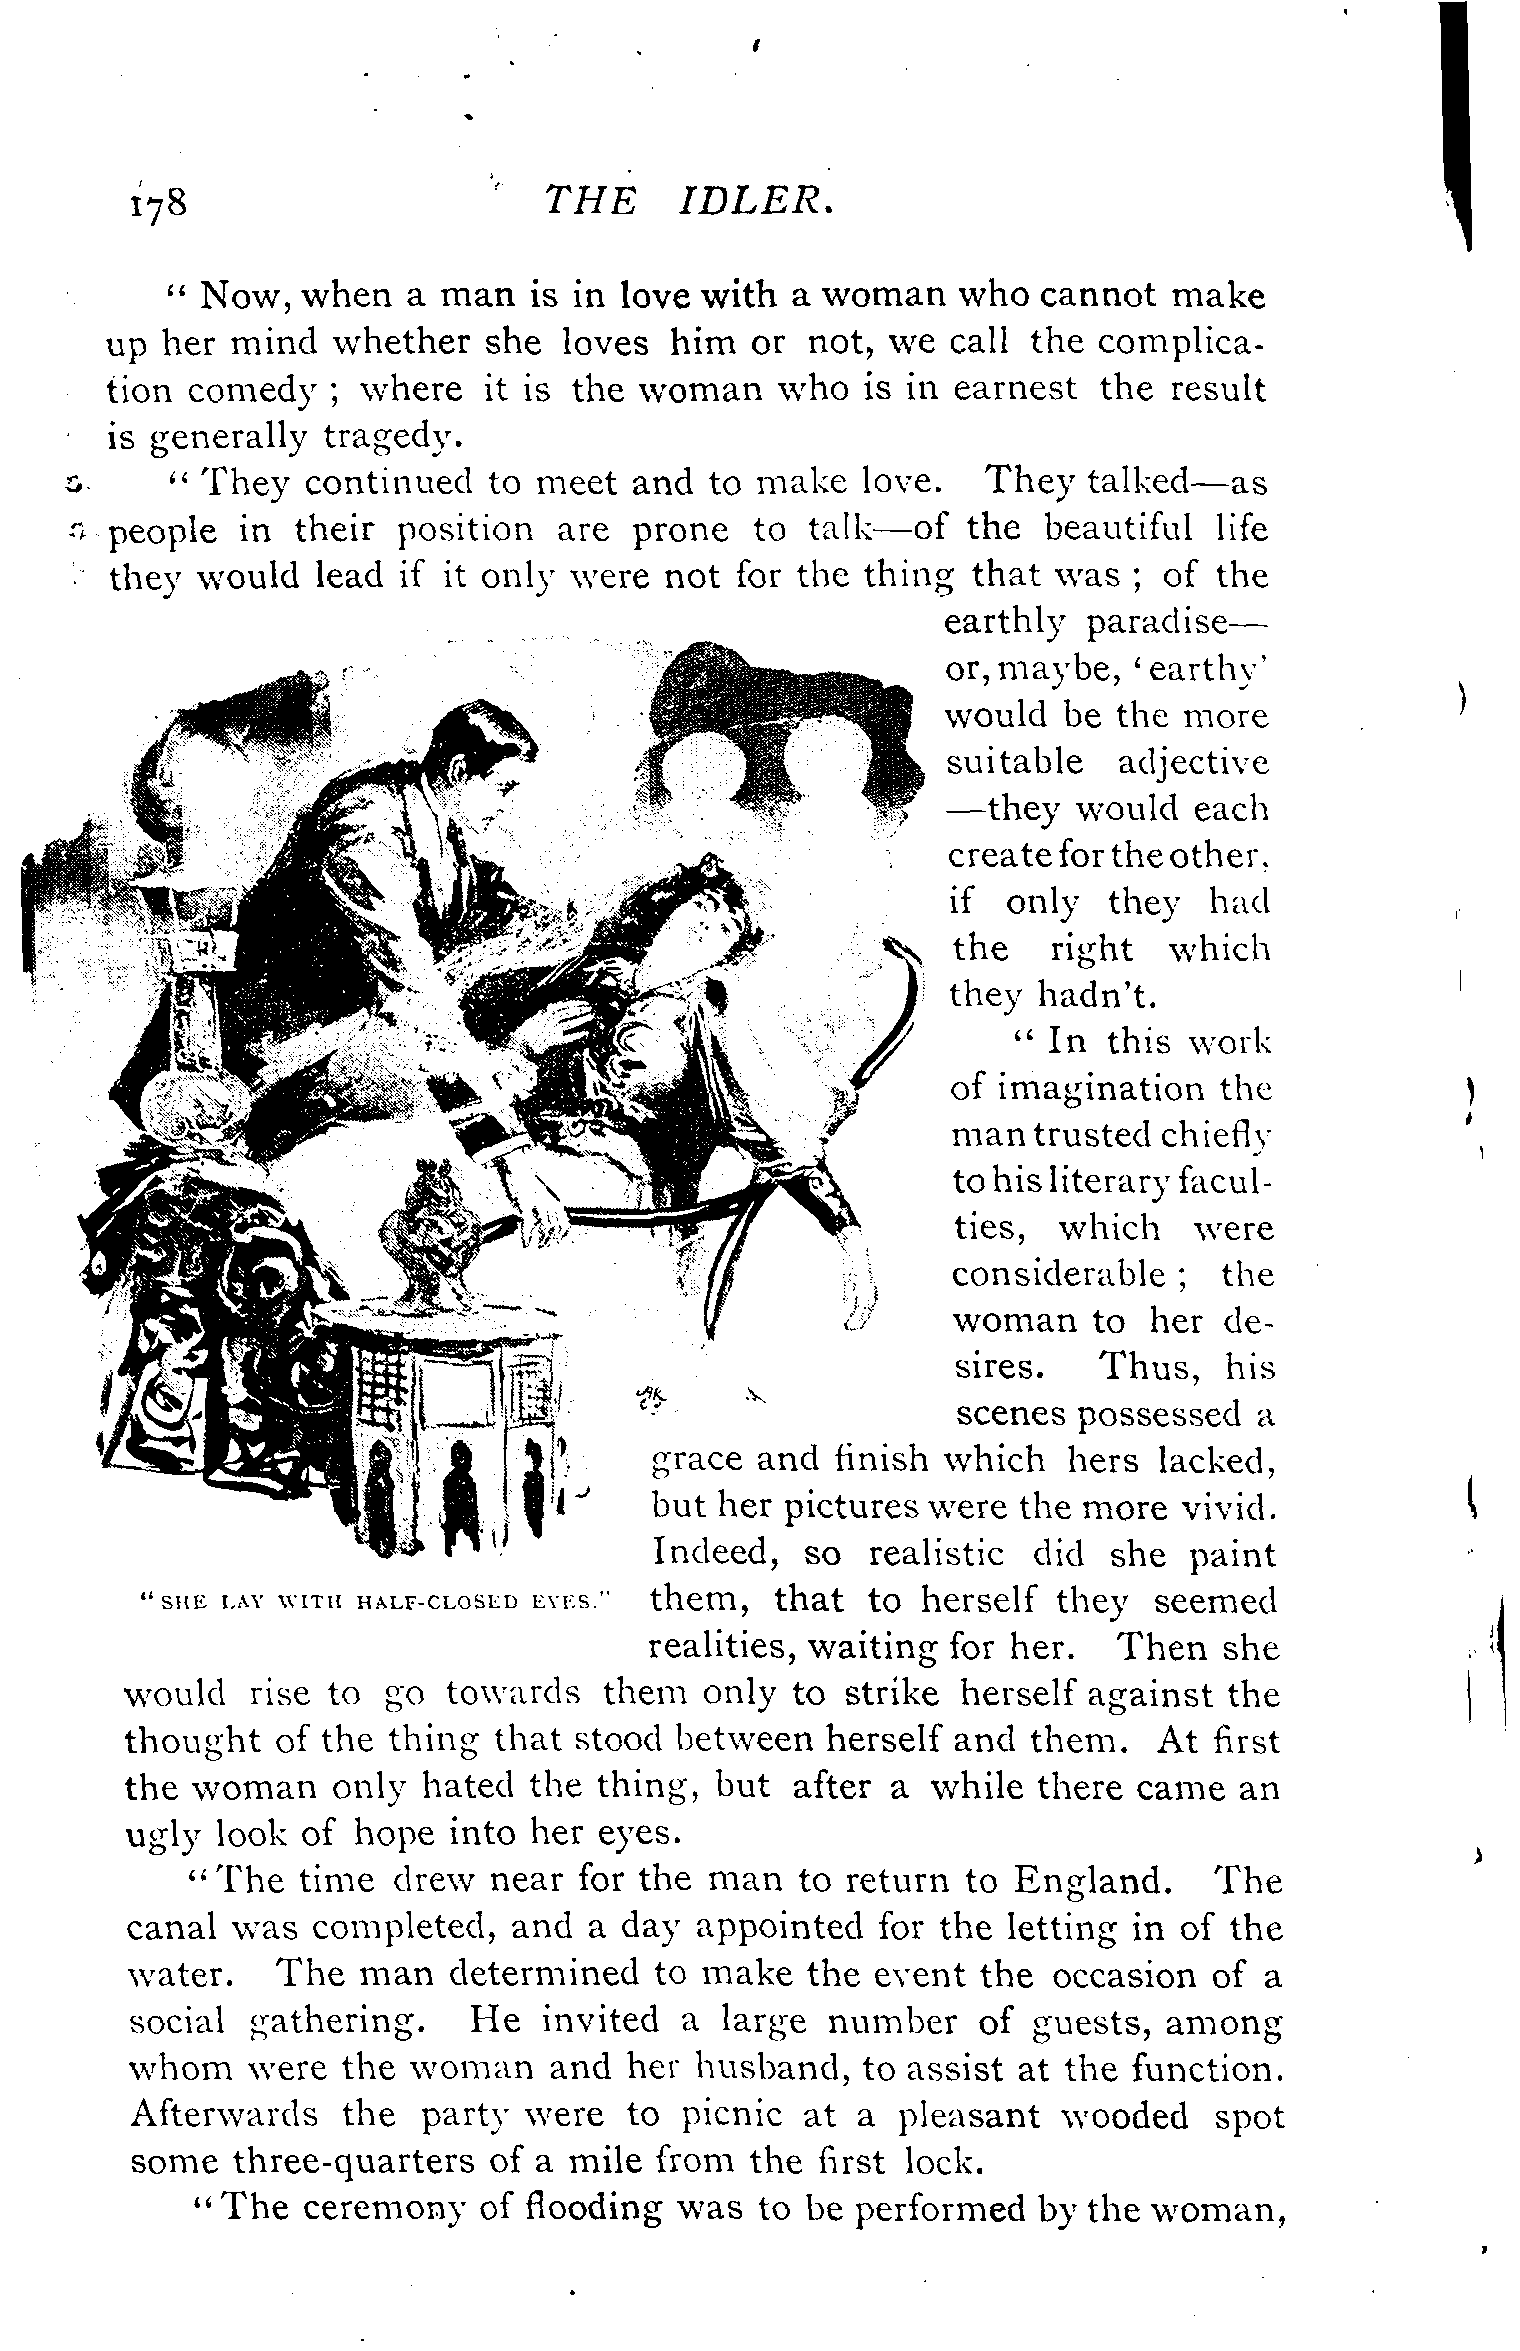 178
THE IDLER.
“ Now, when a man is in love with a woman who cannot make
up her mind whether she loves him or not, we call the complica-
tion comedy ; where it is the woman who is in earnest the result
is generally tragedy.
“ They continued to meet and to make love. They talked—as
people in their position are prone to talk—of the beautiful life
they would lead if it only were not for the thing that was ; of the
earthly paradise—
or, maybe, ‘ earthy’
would be the more
suitable adjective
—they would each
create for the other,
if only they had
the right which
they hadn’t.
“ In this work
of imagination the
man trusted chiefly
to his literary facul-
ties, which were
considerable ; the
woman to her de-
sires. Thus, his
scenes possessed a
grace and finish which hers lacked,
but her pictures were the more vivid.
Indeed, so realistic did she paint
“SHE LAY WITH HALF-CLOSED EYES.”
them, that to herself they seemed
realities, waiting for her. Then she
would rise to go towards them only to strike herself against the
thought of the thing that stood between herself and them. At first
the woman only hated the thing, but after a while there came an
ugly look of hope into her eyes.
“The time drew near for the man to return to England. The
canal was completed, and a day appointed for the letting in of the
water. The man determined to make the event the occasion of a
social gathering. He invited a large number of guests, among
whom were the woman and her husband, to assist at the function.
Afterwards the party were to picnic at a pleasant wooded spot
some three-quarters of a mile from the first lock.
“The ceremony of flooding was to be performed by the woman,